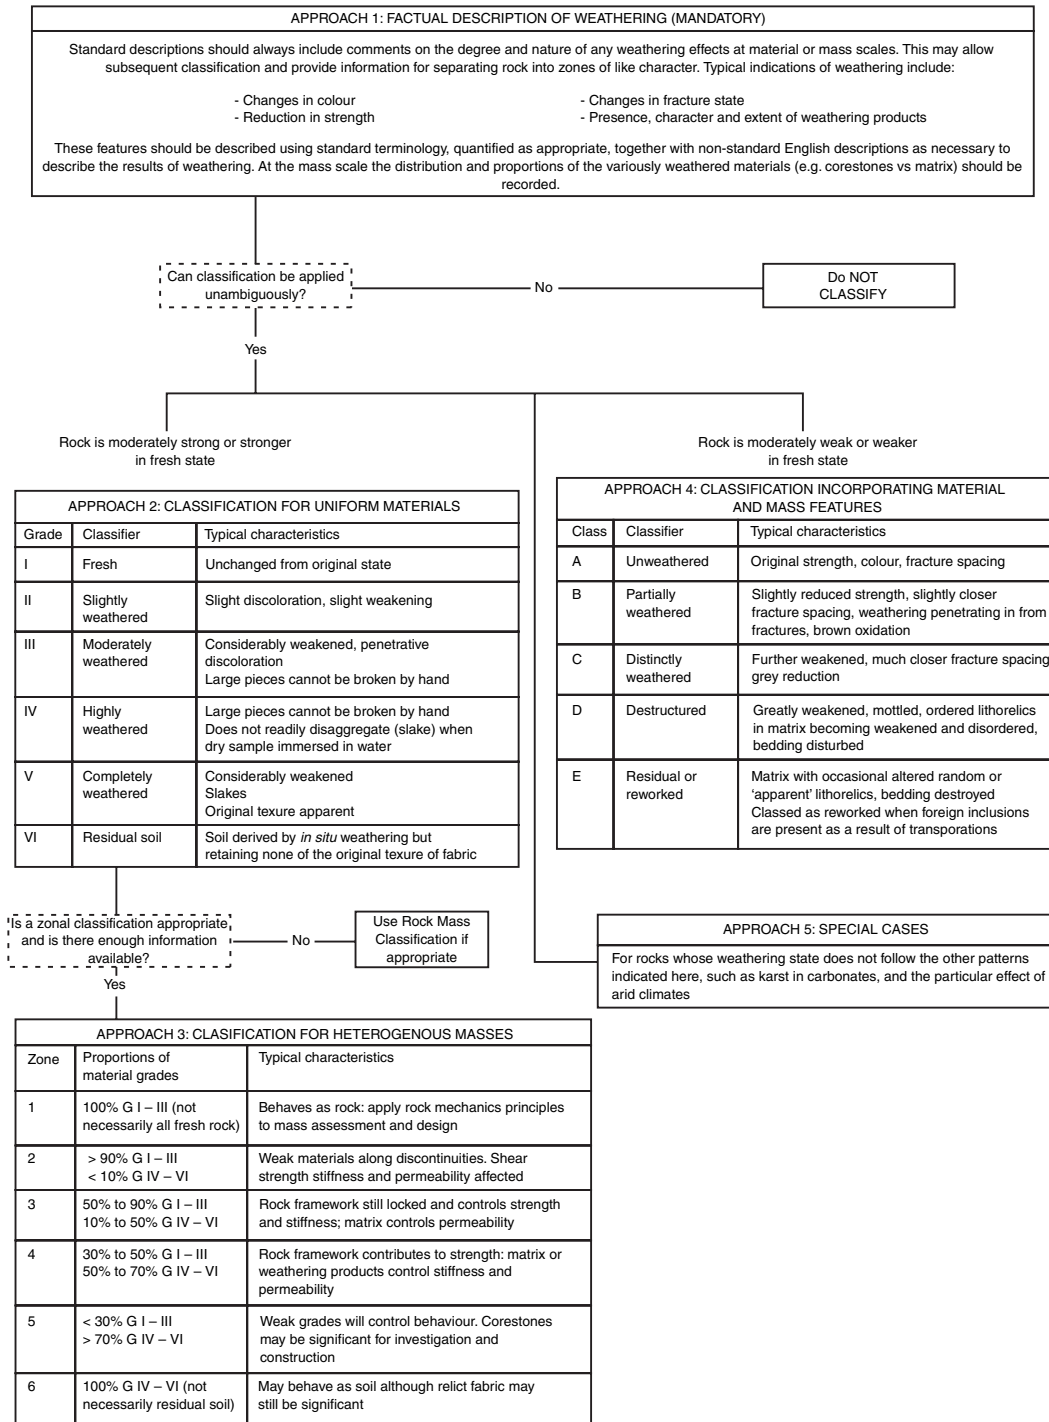 APPROACH 1: FACTUAL DESCRIPTION OF WEATHERING (MANDATORY)
Standard descriptions should always include comments on the degree and nature of any weathering effects at material or mass scales. This may allow
subsequent classification and provide information for separating rock into zones of like character. Typical indications of weathering include:
- Changes in colour
- Reduction in strength
- Changes in fracture state
- Presence, character and extent of weathering products
These features should be described using standard terminology, quantified as appropriate, together with non-standard English descriptions as necessary to
describe the results of weathering. At the mass scale the distribution and proportions of the variously weathered materials (e.g. corestones vs matrix) should be
recorded.
Can classification be applied
unambiguously?
No
Do NOT
CLASSIFY
Yes
Rock is moderately strong or stronger
in fresh state
Rock is moderately weak or weaker
in fresh state
APPROACH 2: CLASSIFICATION FOR UNIFORM MATERIALS
Grade Classifier Typical characteristics
I Fresh Unchanged from original state
II Slightly weathered Slight discoloration, slight weakening
III Moderately weathered Considerably weakened, penetrative
discoloration
Large pieces cannot be broken by hand
IV Highly weathered Large pieces cannot be broken by hand
Does not readily disaggregate (slake) when
dry sample immersed in water
V Completely weathered Considerably weakened
Slakes
Original texure apparent
VI Residual soil Soil derived by in situ weathering but
retaining none of the original texure of fabric
APPROACH 4: CLASSIFICATION INCORPORATING MATERIAL
AND MASS FEATURES
Class Classifier Typical characteristics
A Unweathered Original strength, colour, fracture spacing
B Partially weathered Slightly reduced strength, slightly closer
fracture spacing, weathering penetrating in from
fractures, brown oxidation
C Distinctly weathered Further weakened, much closer fracture spacing
grey reduction
D Destructured Greatly weakened, mottled, ordered lithorelics
in matrix becoming weakened and disordered,
bedding disturbed
E Residual or reworked Matrix with occasional altered random or
‘apparent’ lithorelics, bedding destroyed
Classed as reworked when foreign inclusions
are present as a result of transporations
Is a zonal classification appropriate
and is there enough information
available?
No
Use Rock Mass
Classification if
appropriate
Yes
APPROACH 5: SPECIAL CASES
For rocks whose weathering state does not follow the other patterns
indicated here, such as karst in carbonates, and the particular effect of
arid climates
APPROACH 3: CLASIFICATION FOR HETEROGENOUS MASSES
Zone Proportions of material grades Typical characteristics
1 100% G I – III (not necessarily all fresh rock) Behaves as rock: apply rock mechanics principles
to mass assessment and design
2 > 90% G I – III
< 10% G IV – VI
Weak materials along discontinuities. Shear
strength stiffness and permeability affected
3 50% to 90% G I – III
10% to 50% G IV – VI
Rock framework still locked and controls strength
and stiffness; matrix controls permeability
4 30% to 50% G I – III
50% to 70% G IV – VI
Rock framework contributes to strength: matrix or
weathering products control stiffness and
permeability
5 < 30% G I – III
> 70% G IV – VI
Weak grades will control behaviour. Corestones
may be significant for investigation and
construction
6 100% G IV – VI (not
necessarily residual soil)
May behave as soil although relict fabric may
still be significant